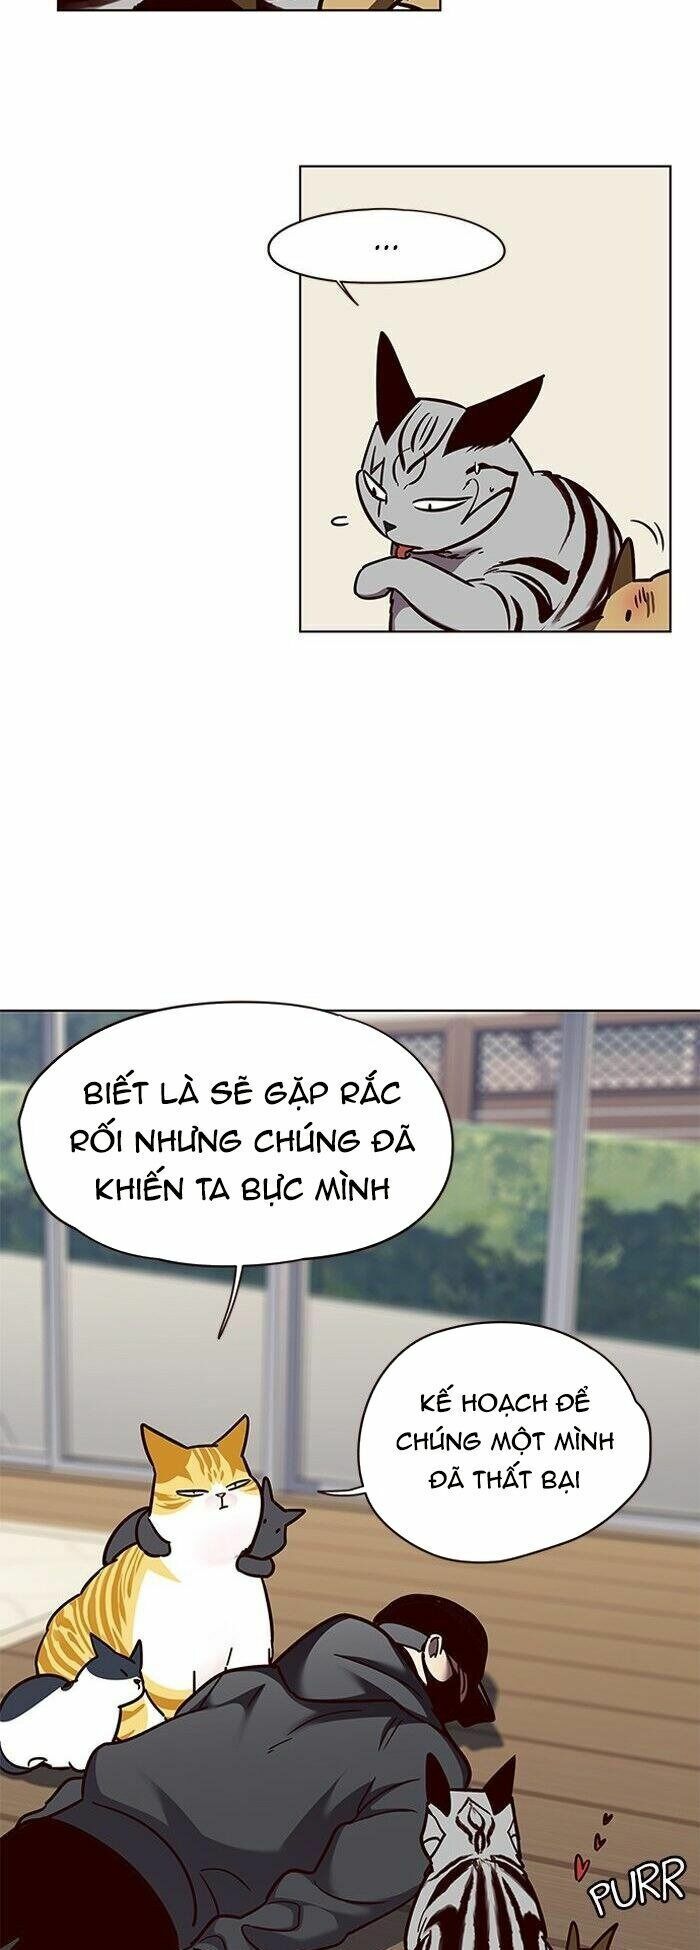 ...
BIẾT LÀ SẼ GẶP RẮC
RỐI NHƯNG CHÚNG ĐÃ
KHIẾN TA BỰC MÌNH
KẾ HOẠCH ĐỂ
CHÚNG MỘT MÌNH
ĐÃ THẤT BẠI
PURR